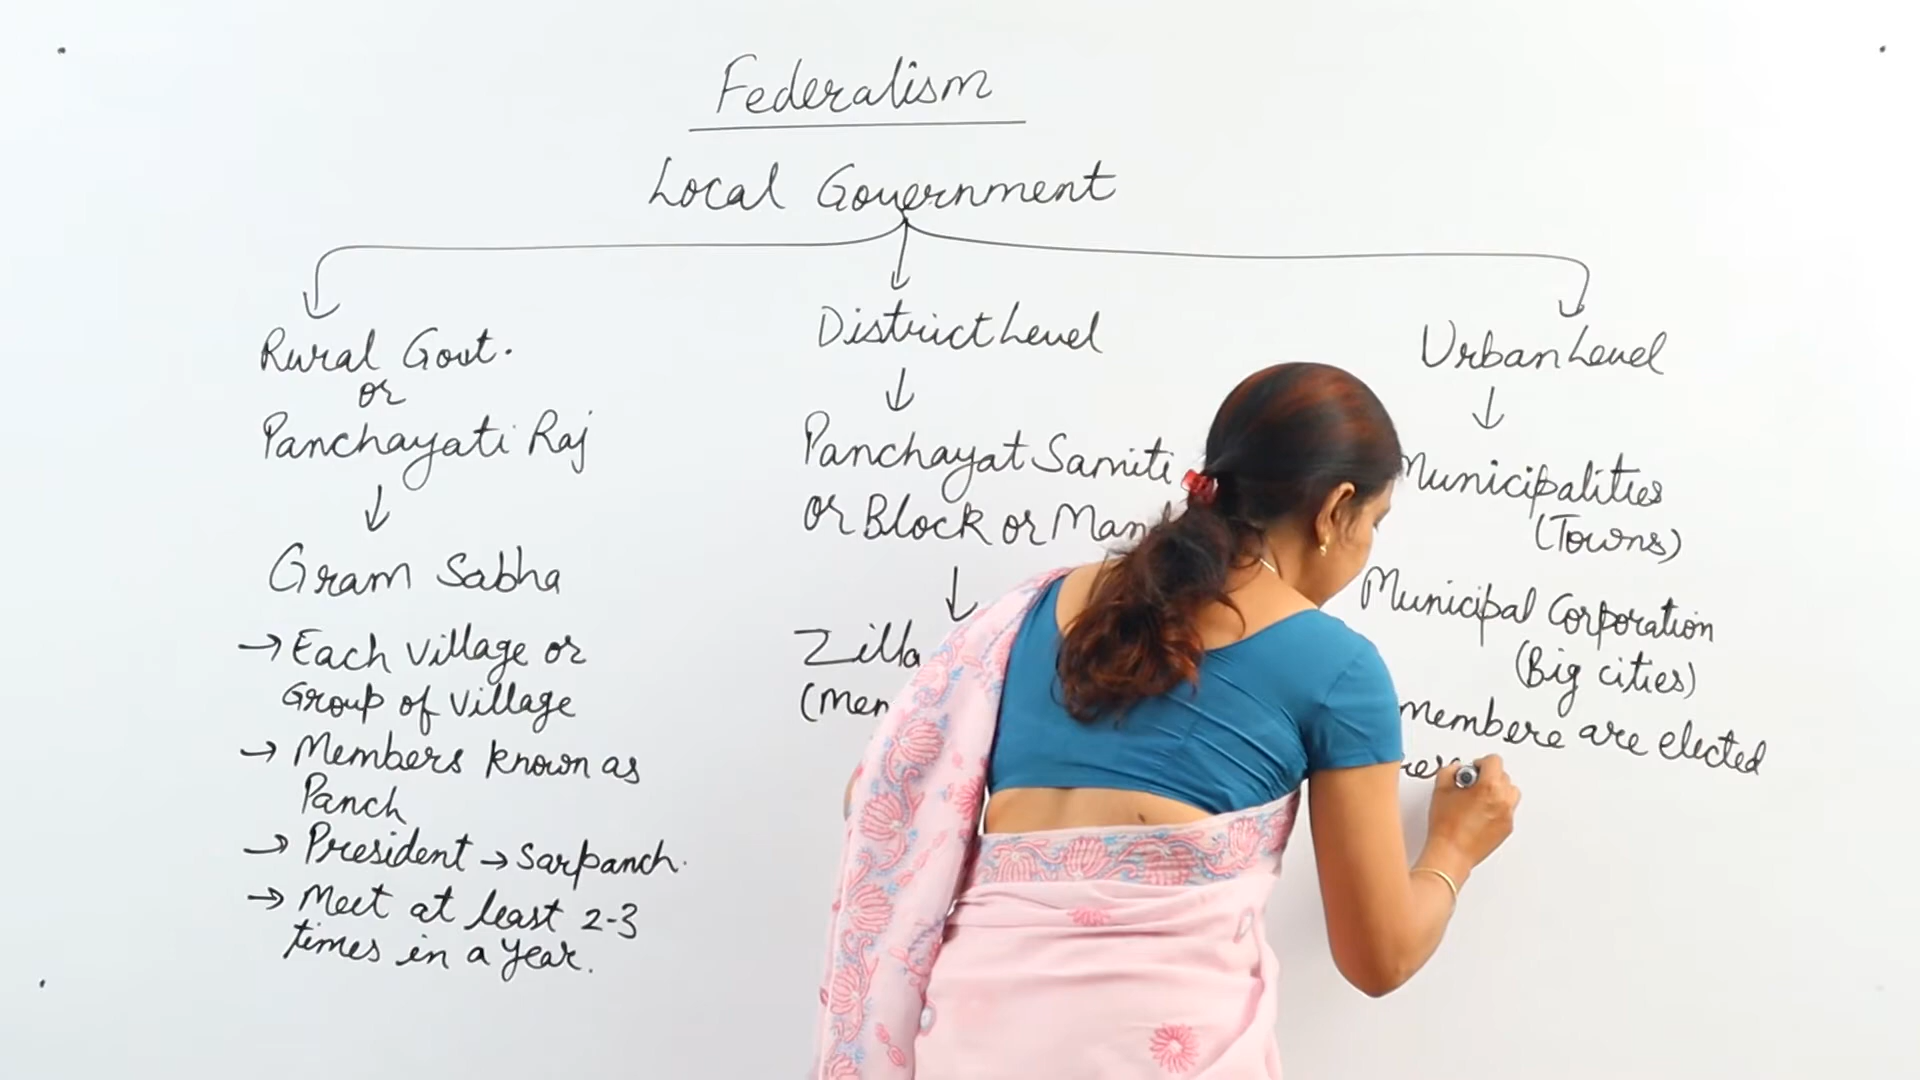 Federalism
Local Government
Rural Govt.
or
Panchayati Raj
Gram Sabha
→ Each village or
Group of village
→ Members known as
Panch
→ President → Sarpanch.
→ Meet at least 2-3
times in a year.
District Level
Panchayat Samiti
or Block or
Zilla
Urban Level
Municipalities
(Towns)
Municipal Corporation
(Big cities)
membere are elected